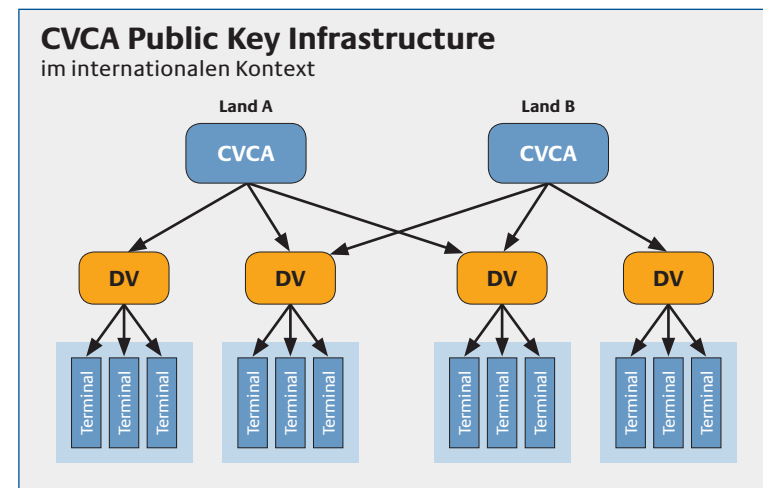 CVCA Public Key Infrastructure
im internationalen Kontext
Land A
Land B
CVCA
CVCA
DV
DV
DV
DV
Terminal
Terminal
Terminal
Terminal
Terminal
Terminal
Terminal
Terminal
Terminal
Terminal
Terminal
Terminal